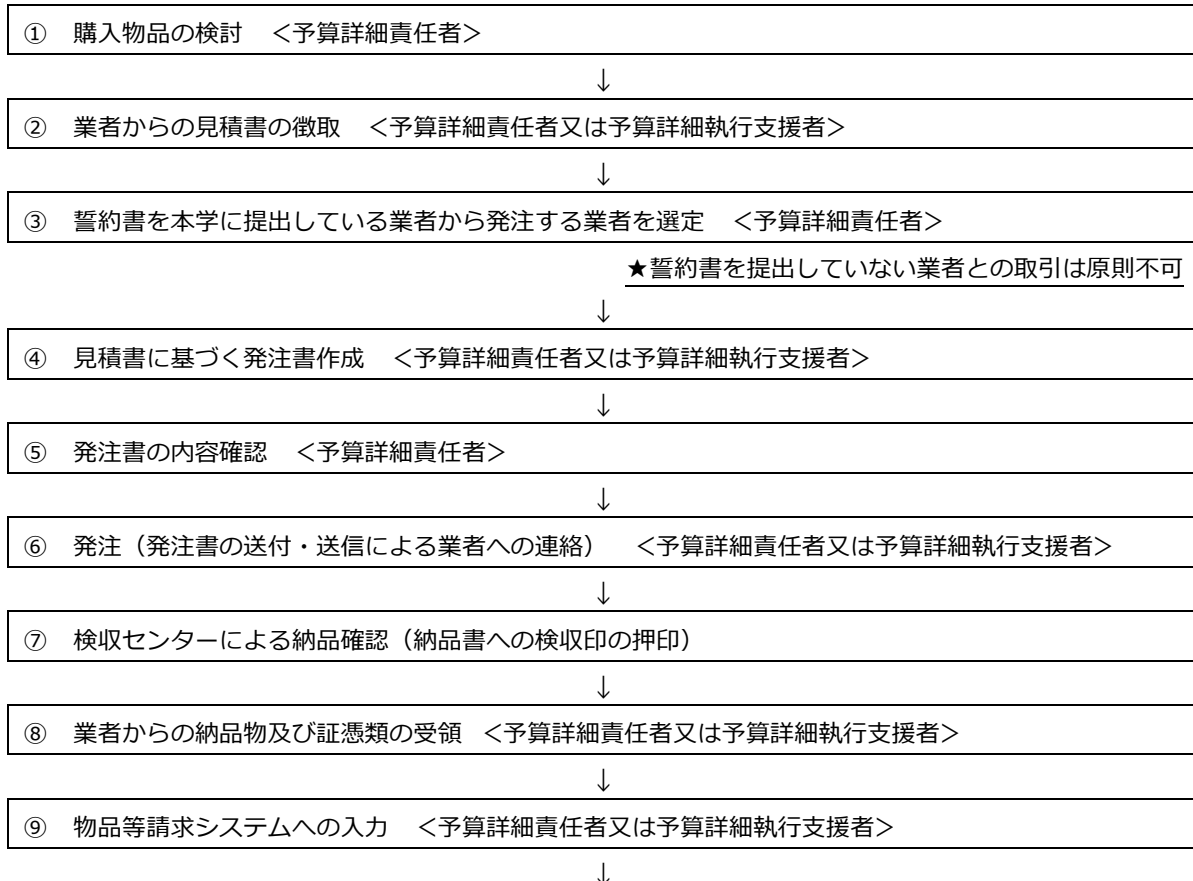 ① 購入物品の検討 <予算詳細責任者>
↓
② 業者からの見積書の徴取 <予算詳細責任者又は予算詳細執行支援者>
↓
③ 誓約書を本学に提出している業者から発注する業者を選定 <予算詳細責任者>
★誓約書を提出していない業者との取引は原則不可
↓
④ 見積書に基づく発注書作成 <予算詳細責任者又は予算詳細執行支援者>
↓
⑤ 発注書の内容確認 <予算詳細責任者>
↓
⑥ 発注(発注書の送付・送信による業者への連絡) <予算詳細責任者又は予算詳細執行支援者>
↓
⑦ 検収センターによる納品確認(納品書への検収印の押印)
↓
⑧ 業者からの納品物及び証憑類の受領 <予算詳細責任者又は予算詳細執行支援者>
↓
⑨ 物品等請求システムへの入力 <予算詳細責任者又は予算詳細執行支援者>
↓